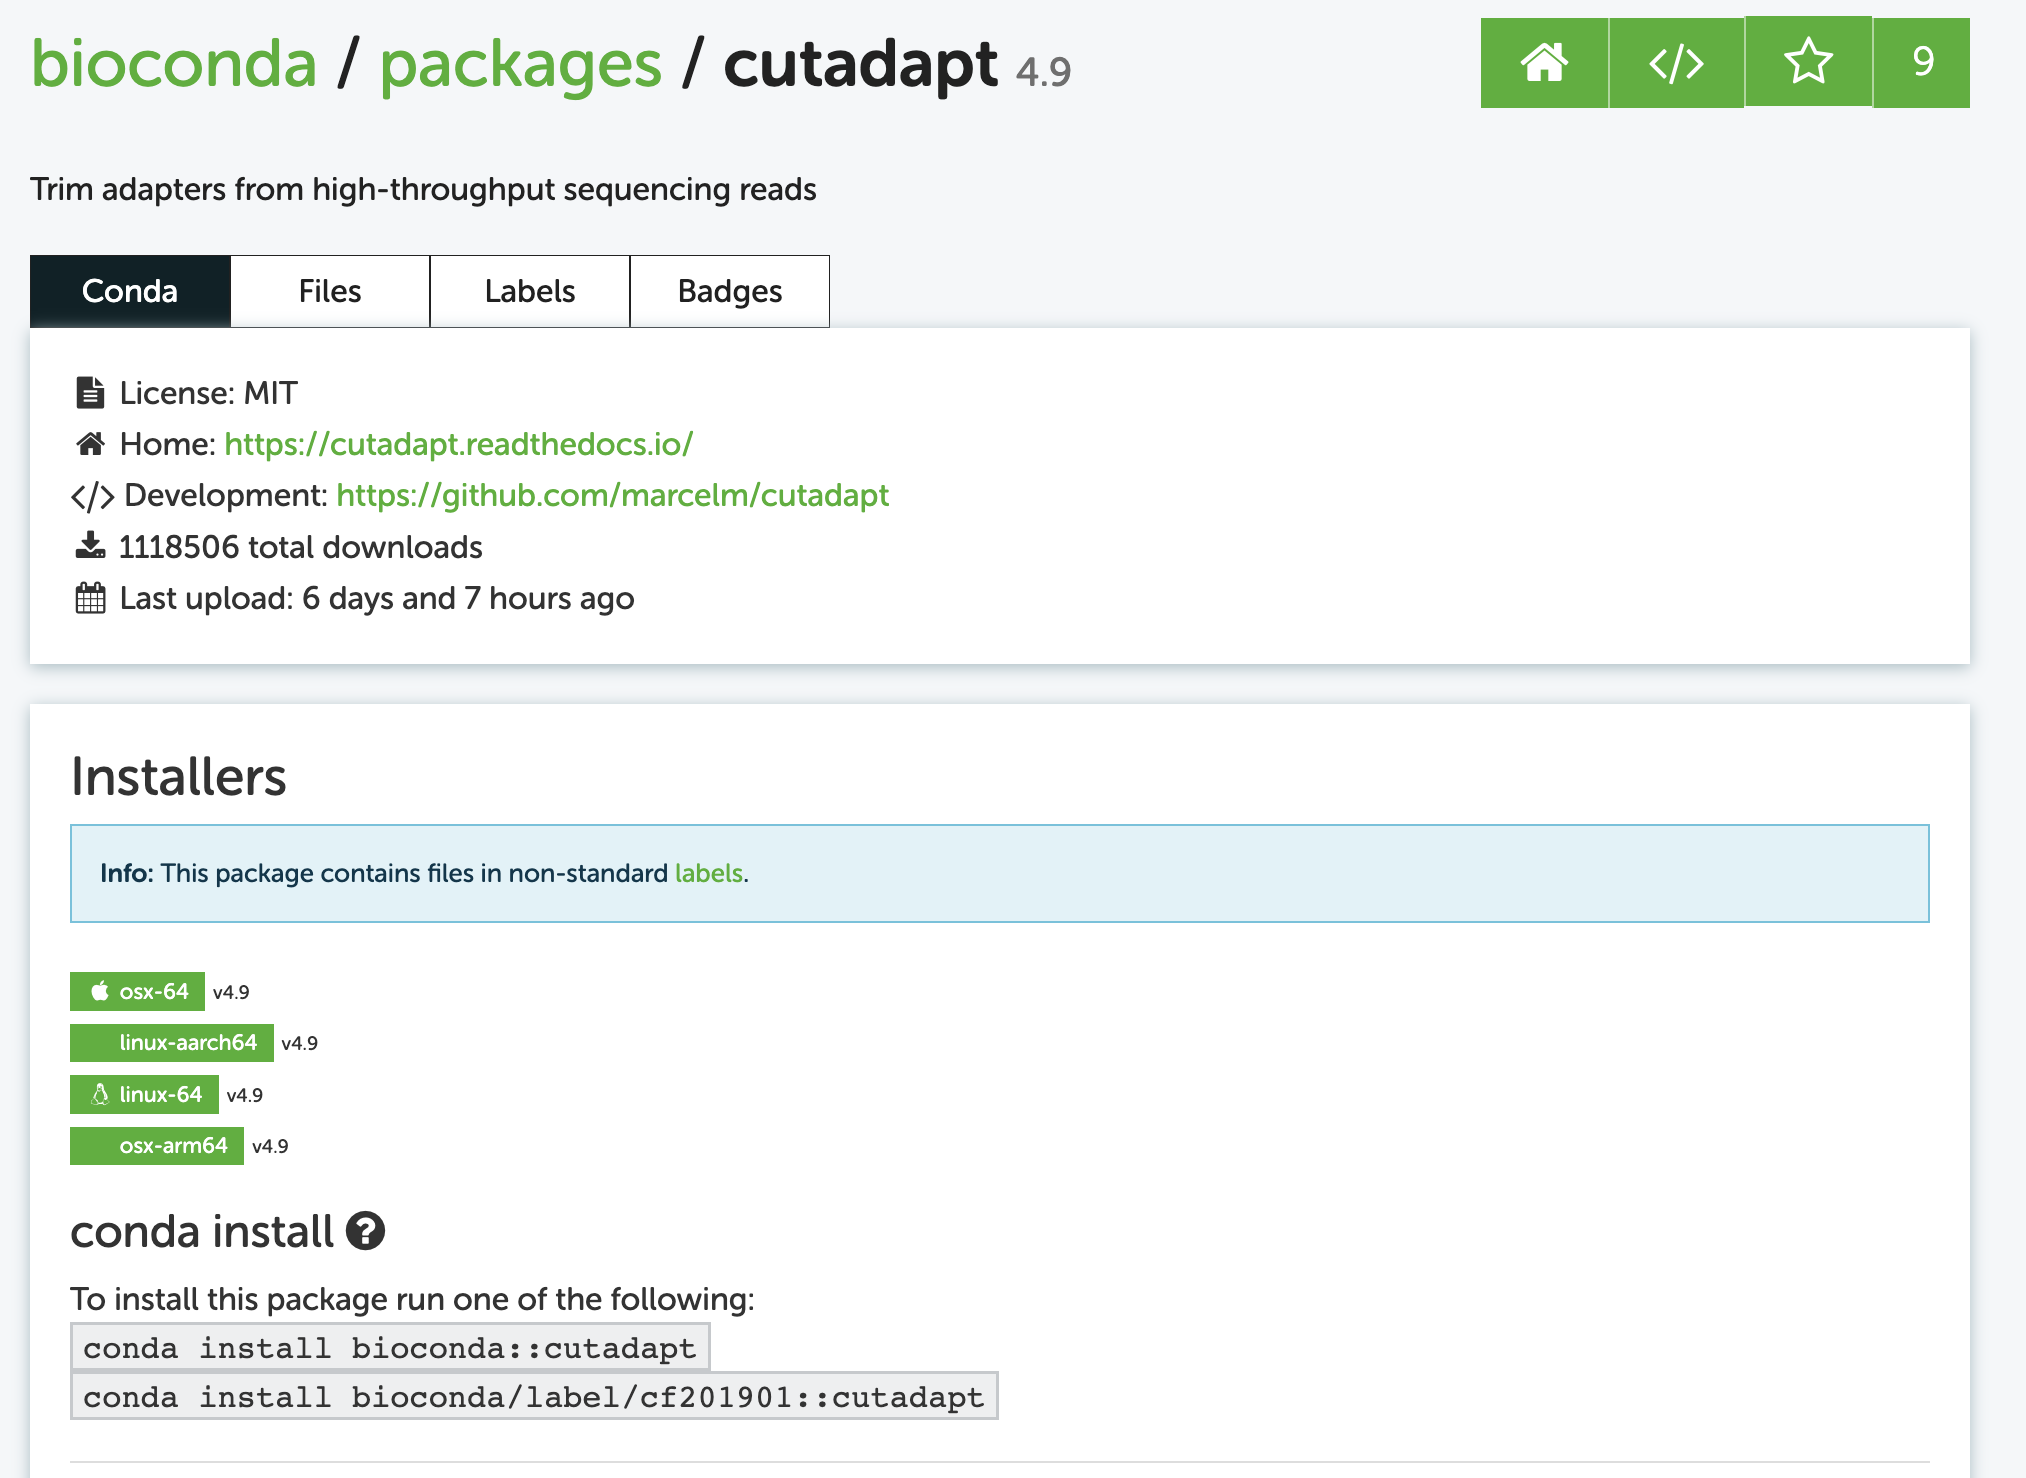 bioconda / packages / cutadapt 4.9
9
Trim adapters from high-throughput sequencing reads
Conda
Files
Labels
Badges
License: MIT
Home: https://cutadapt.readthedocs.io/
</> Development: https://github.com/marcelm/cutadapt
1118506 total downloads
Last upload: 6 days and 7 hours ago
Installers
Info: This package contains files in non-standard labels.
osx-64 v4.9
linux-aarch64 v4.9
linux-64 v4.9
osx-arm64 v4.9
conda install ?
To install this package run one of the following:
conda install bioconda::cutadapt
conda install bioconda/label/cf201901::cutadapt